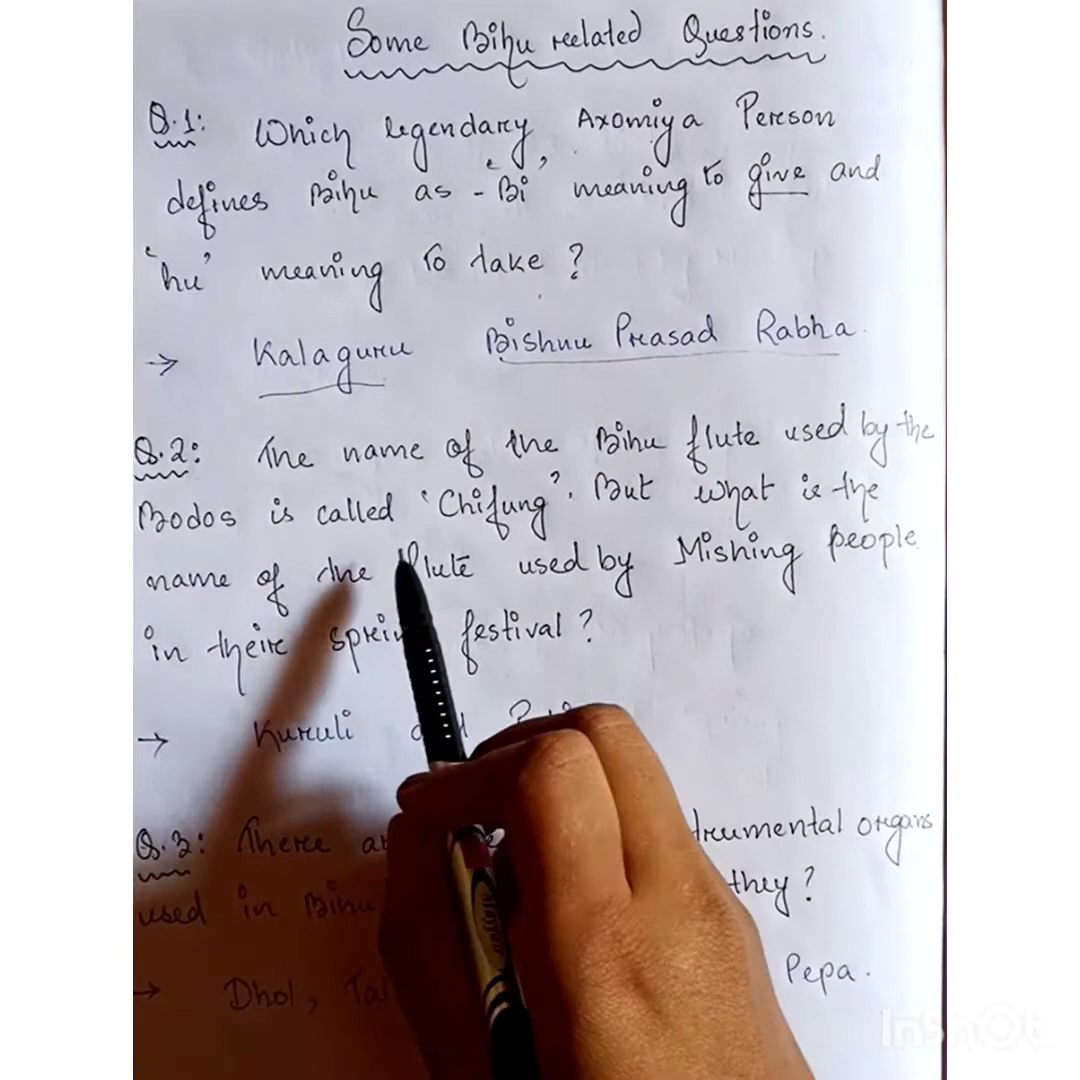 Some Bihu related Questions.
Q.1: Which legendary Axomiya Person
defines Bihu as - 'Bi' meaning to give and
'hu' meaning to take ?
→ Kalaguru Bishnu Prasad Rabha.
Q.2: The name of the Bihu flute used by the
Bodos is called 'Chifung'. But what is the
name of the flute used by Mishing people
in their festival ?
→ Kuruli
Q.3: There organs
used in Bihu they ?
→ Dhol, Pepa.
InshOt